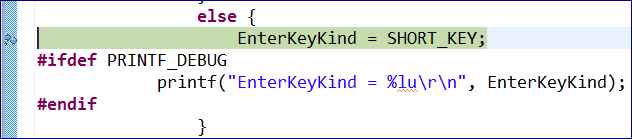 else {
EnterKeyKind = SHORT_KEY;
#ifdef PRINTF_DEBUG
printf("EnterKeyKind = %lu\r\n", EnterKeyKind);
#endif
}